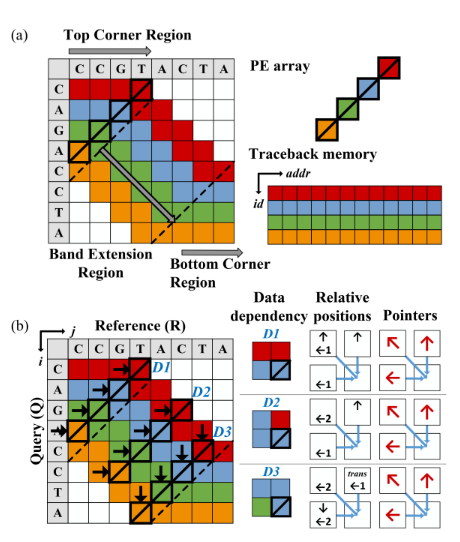 (a)
Top Corner Region
C C G T A C T A
C
A
G
A
C
C
T
A
PE array
Traceback memory
addr
id
Band Extension
Region
Bottom Corner
Region
(b)
j
i
Reference (R)
Query (Q)
C C G T A C T A
C
A
G
C
C
T
A
D1
D2
D3
Data
dependency
Relative
positions
Pointers
D1
↑ ↑
←1
←1
D2
←2 ↑
←1
D3
←2
trans
←1
↓
←2